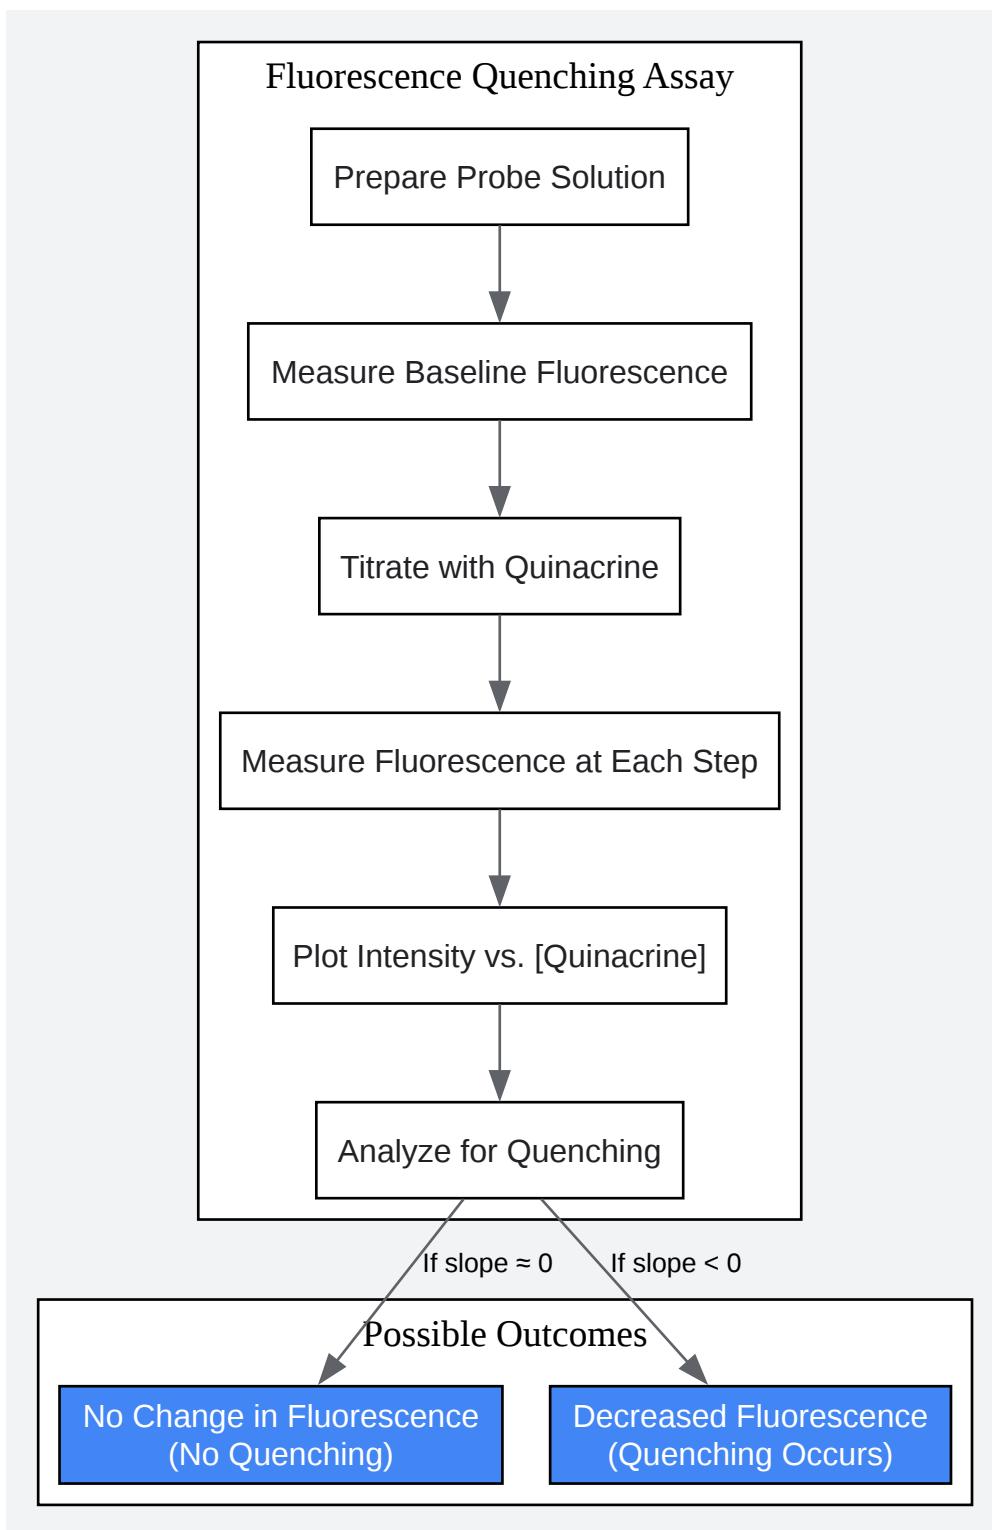 Fluorescence Quenching Assay
Prepare Probe Solution
Measure Baseline Fluorescence
Titrate with Quinacrine
Measure Fluorescence at Each Step
Plot Intensity vs. [Quinacrine]
Analyze for Quenching
If slope ≈ 0
If slope < 0
Possible Outcomes
No Change in Fluorescence
(No Quenching)
Decreased Fluorescence
(Quenching Occurs)